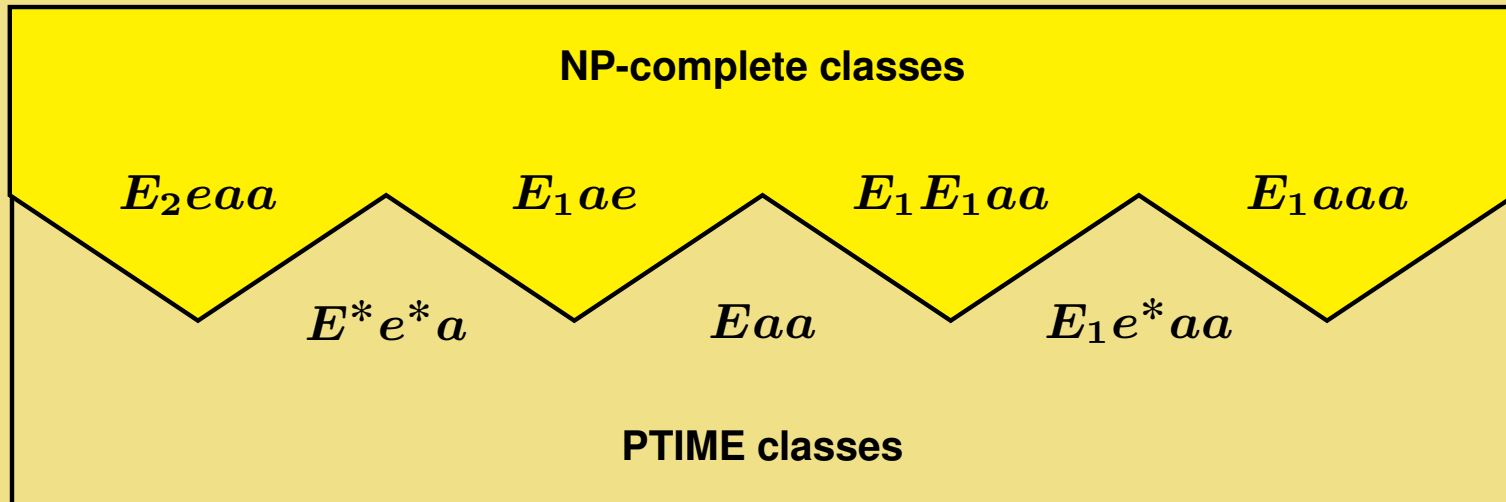 NP-complete classes
E₂eaa E₁ae E₁E₁aa E₁aaa
E*e*a Eaa E₁e*aa
PTIME classes